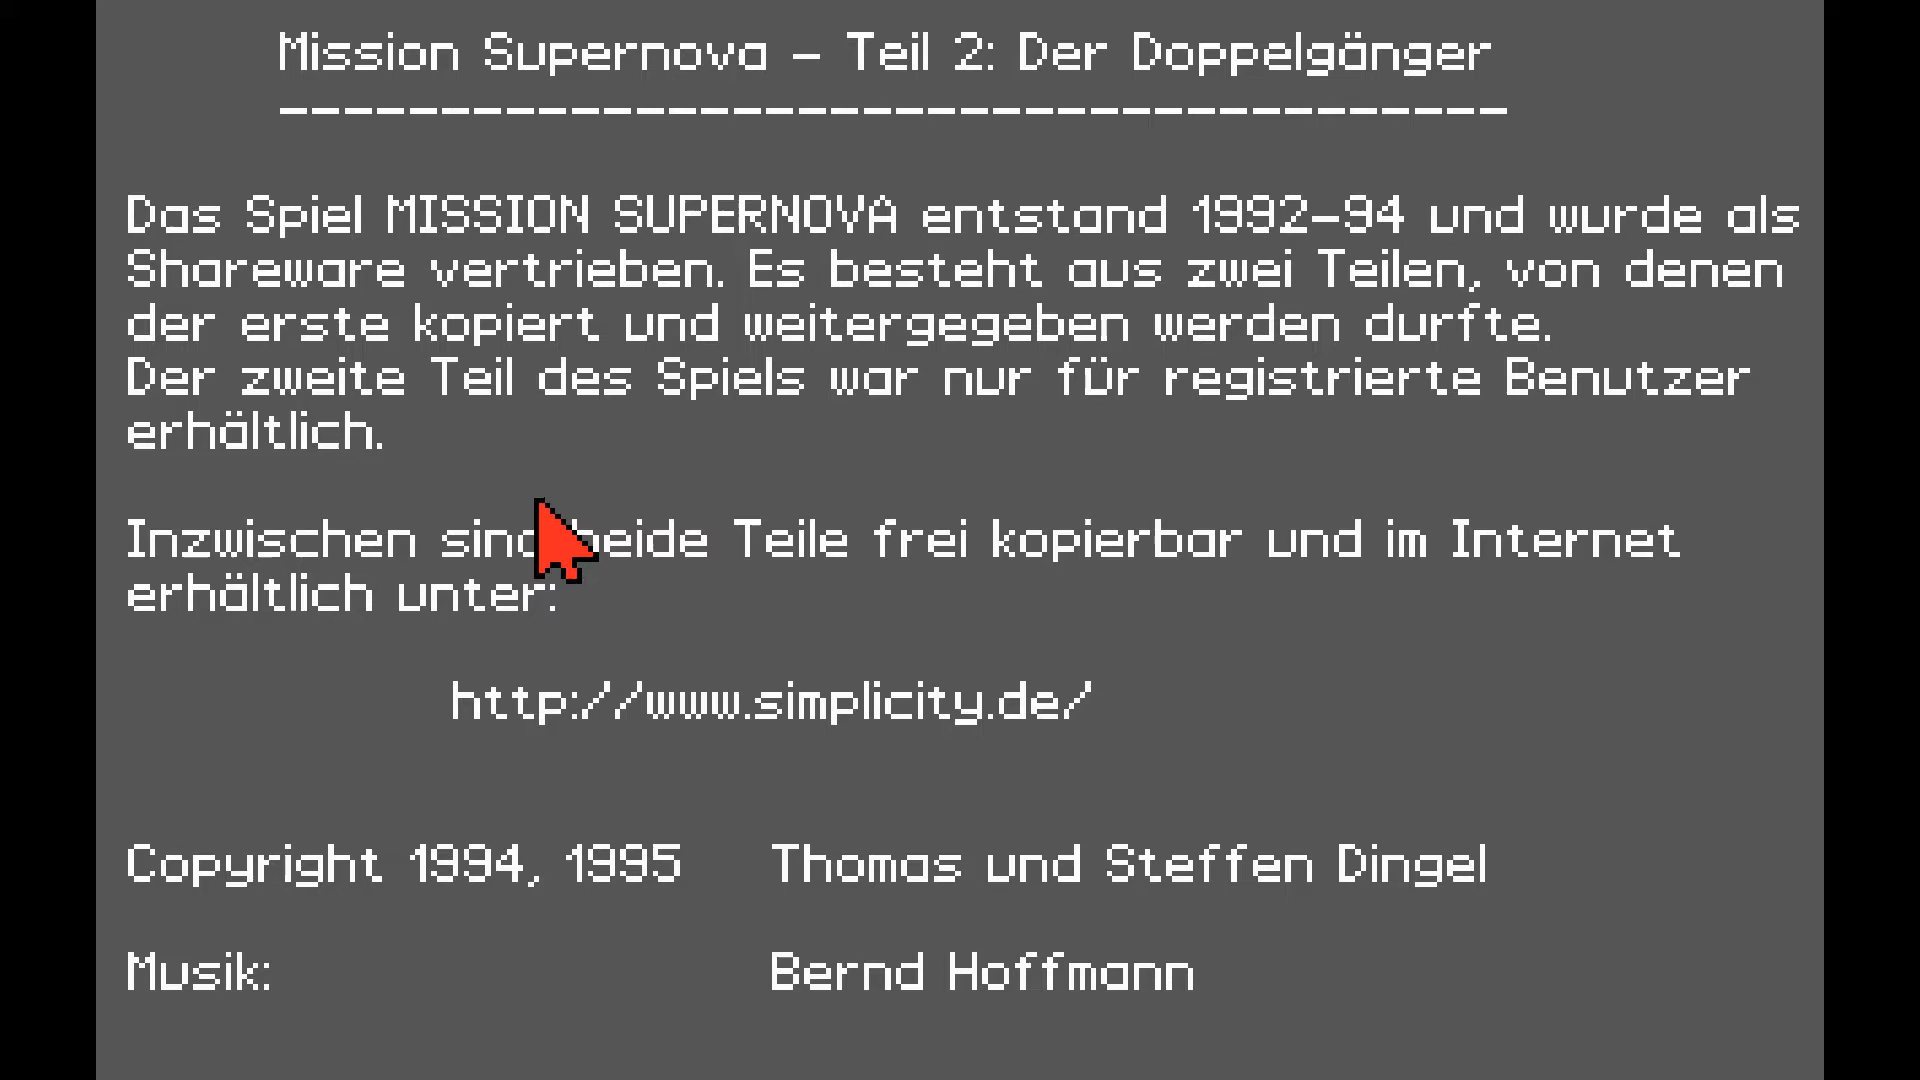 Mission Supernova - Teil 2: Der Doppelgänger
--------------------------------------
Das Spiel MISSION SUPERNOVA entstand 1992-94 und wurde als
Shareware vertrieben. Es besteht aus zwei Teilen, von denen
der erste kopiert und weitergegeben werden durfte.
Der zweite Teil des Spiels war nur für registrierte Benutzer
erhältlich.
Inzwischen sind beide Teile frei kopierbar und im Internet
erhältlich unter:
http://www.simplicity.de/
Copyright 1994, 1995 Thomas und Steffen Dingel
Musik: Bernd Hoffmann